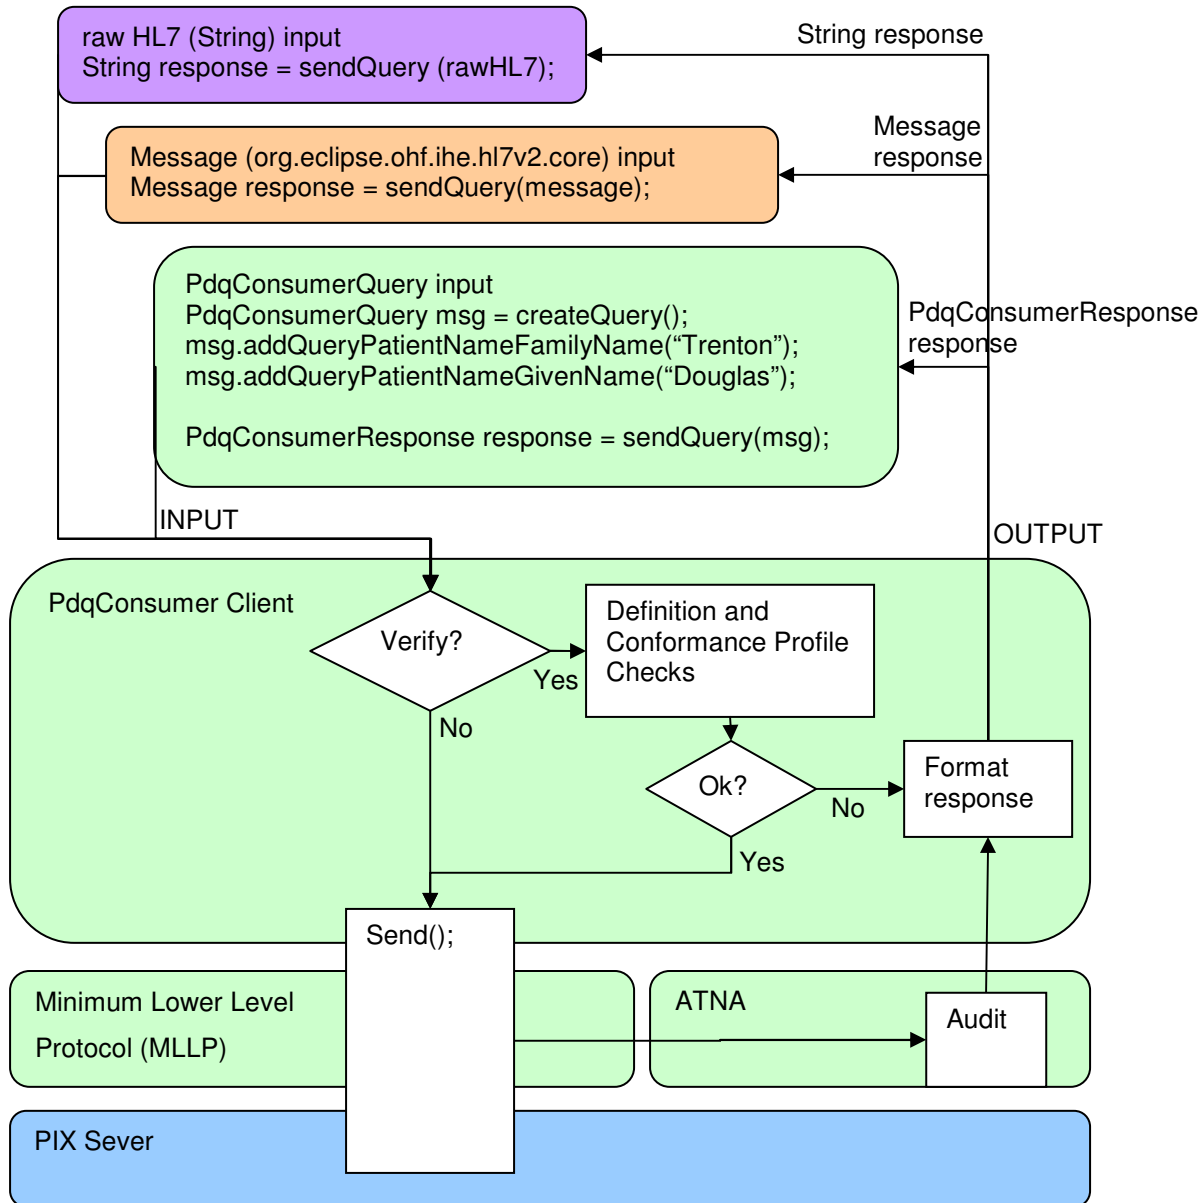 raw HL7 (String) input
String response = sendQuery (rawHL7);
String response
Message (org.eclipse.ohf.ihe.hl7v2.core) input
Message response = sendQuery(message);
Message
response
PdqConsumerQuery input
PdqConsumerQuery msg = createQuery();
msg.addQueryPatientNameFamilyName(“Trenton”);
msg.addQueryPatientNameGivenName(“Douglas”);
PdqConsumerResponse response = sendQuery(msg);
PdqConsumerResponse
response
INPUT
OUTPUT
PdqConsumer Client
Verify?
Yes
No
Definition and
Conformance Profile
Checks
Ok?
No
Yes
Format
response
Send();
Minimum Lower Level
Protocol (MLLP)
ATNA
Audit
PIX Sever